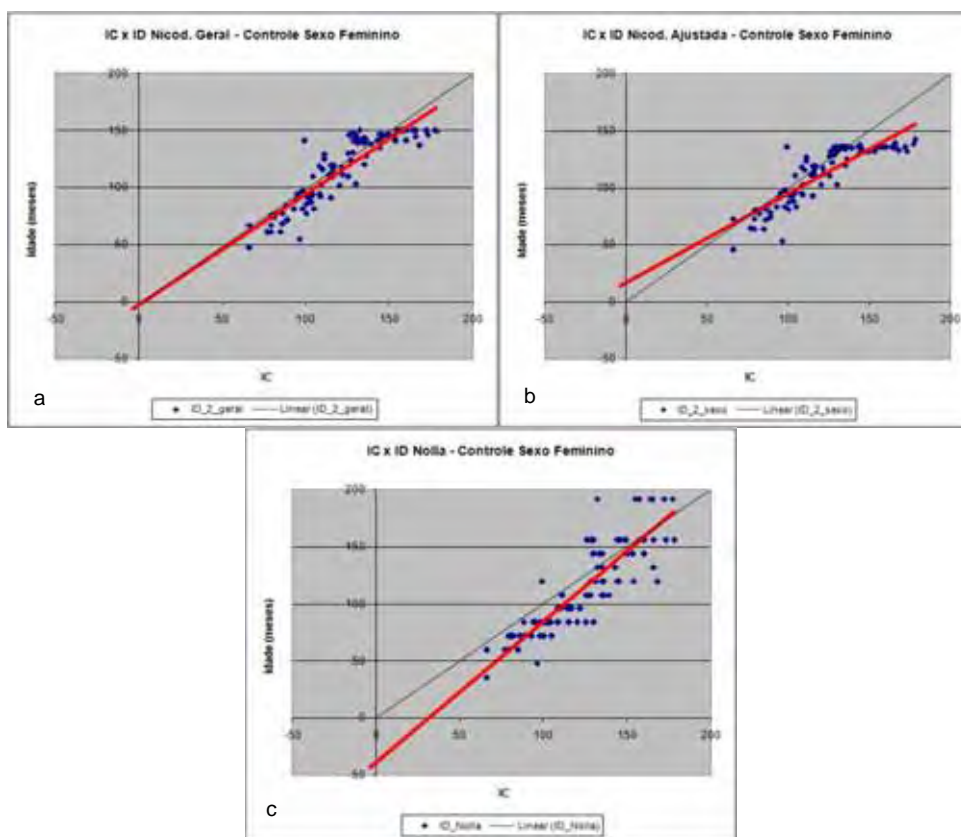 IC x ID Nicod. Geral - Controle Sexo Feminino
Idade (meses)
200
150
100
50
0
-50
-50
0
50
100
150
200
IC
a
ID_2_geral
Linear (ID_2_geral)
IC x ID Nicod. Ajustada - Controle Sexo Feminino
Idade (meses)
200
150
100
50
0
-50
-50
0
50
100
150
200
IC
b
ID_2_sexo
Linear (ID_2_sexo)
IC x ID Nolla - Controle Sexo Feminino
Idade (meses)
200
150
100
50
0
50
-50
0
50
100
150
200
IC
c
ID_Nolla
Linear (ID_Nolla)